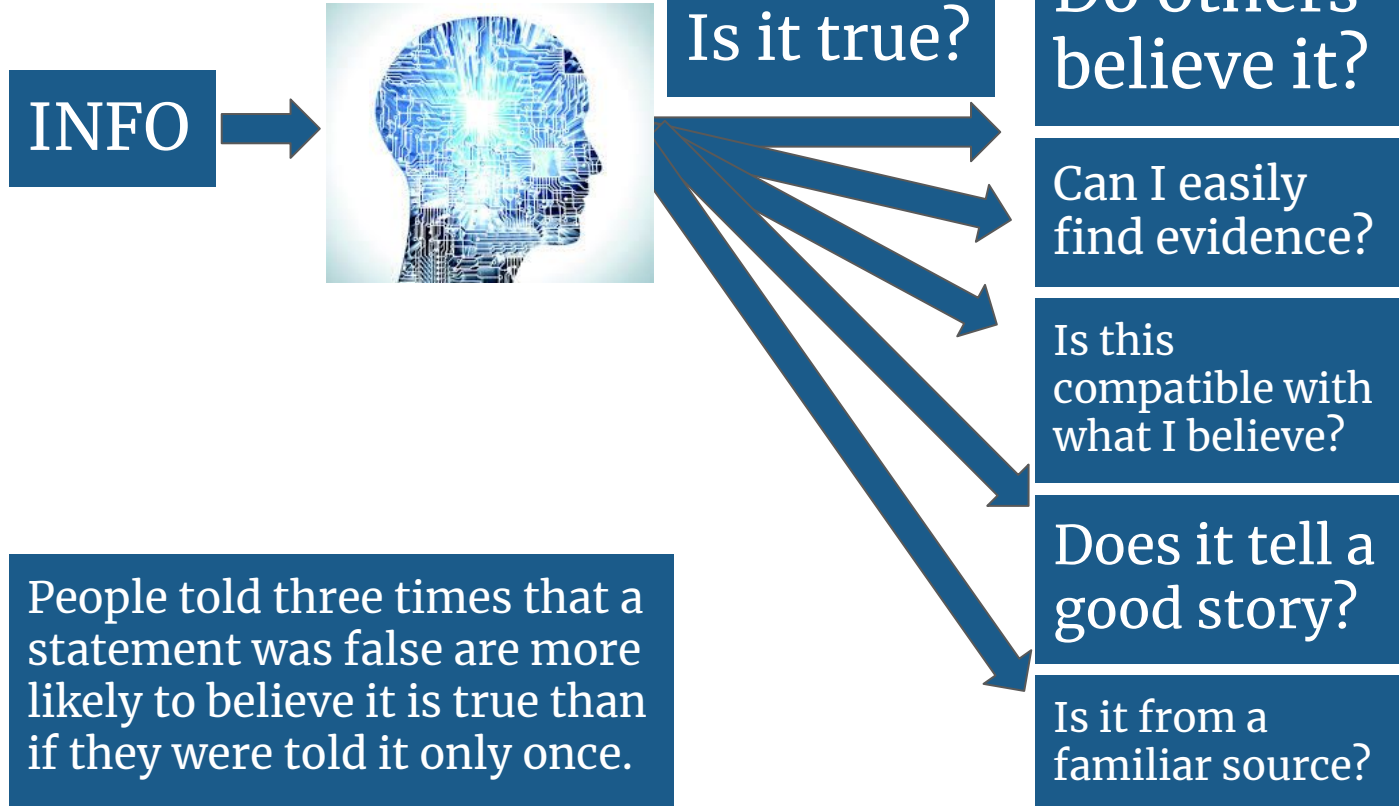 INFO
Is it true?
Do others
believe it?
Can I easily
find evidence?
Is this
compatible with
what I believe?
Does it tell a
good story?
Is it from a
familiar source?
People told three times that a
statement was false are more
likely to believe it is true than
if they were told it only once.